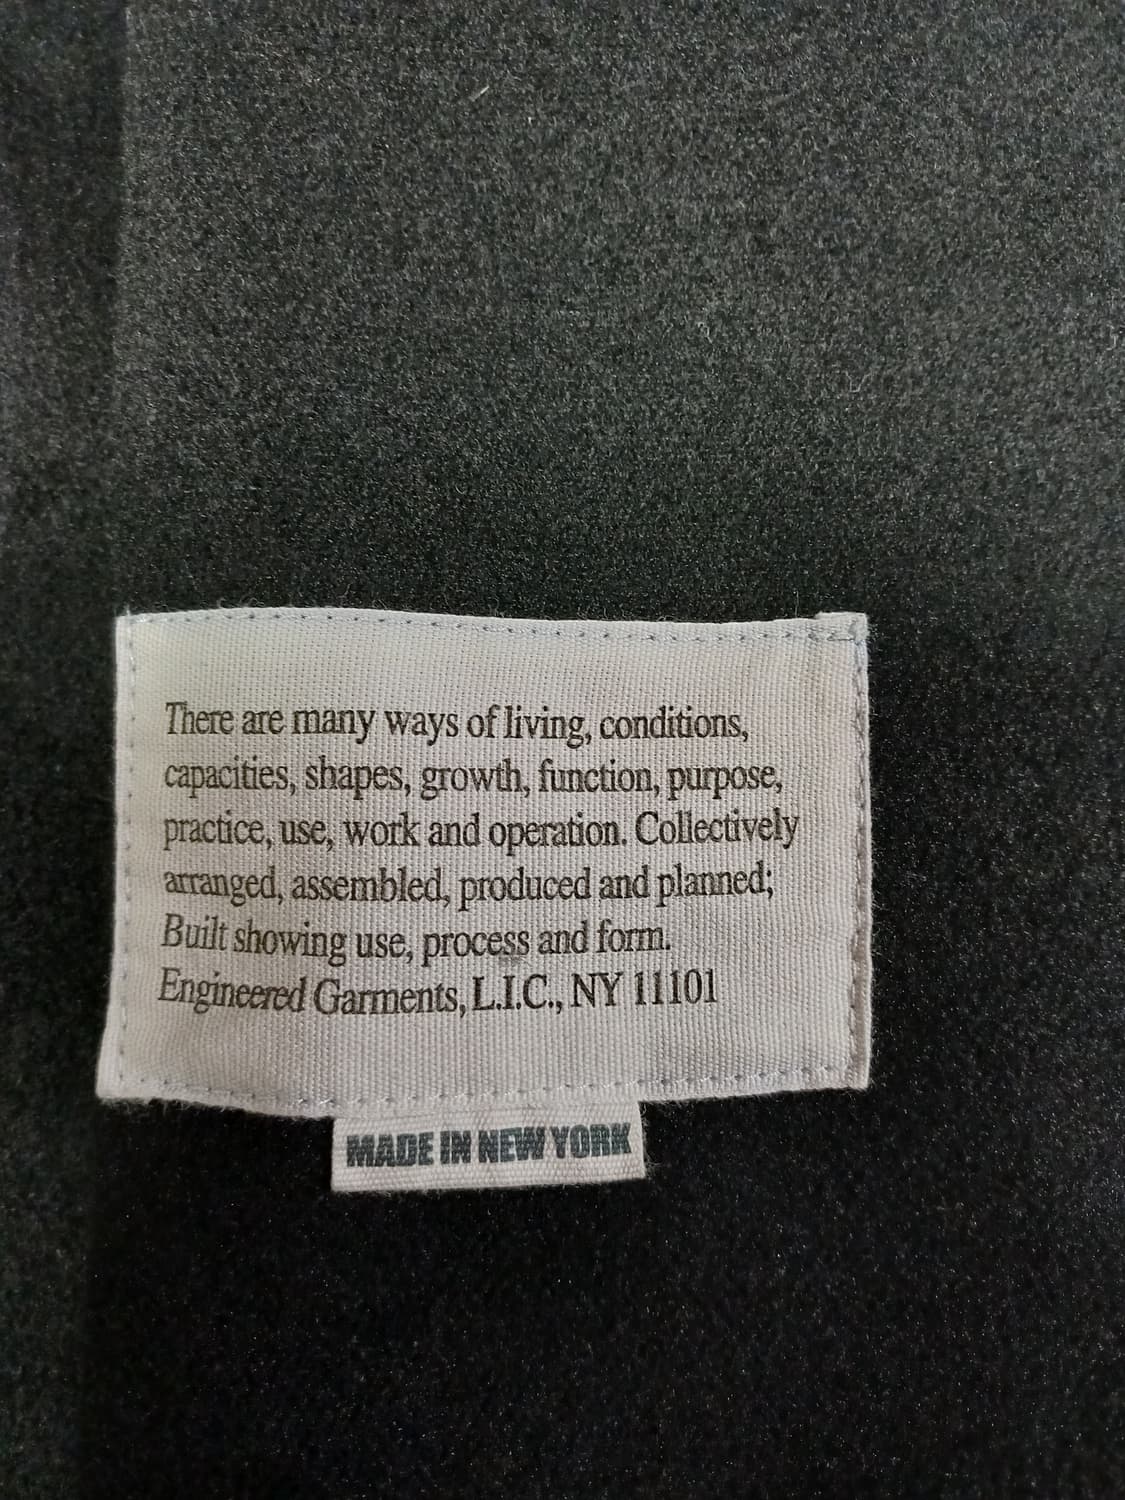 There are many ways of living, conditions,
capacities, shapes, growth, function, purpose,
practice, use, work and operation. Collectively
arranged, assembled, produced and planned;
Built showing use, process and form.
Engineered Garments, L.I.C., NY 11101
MADE IN NEW YORK